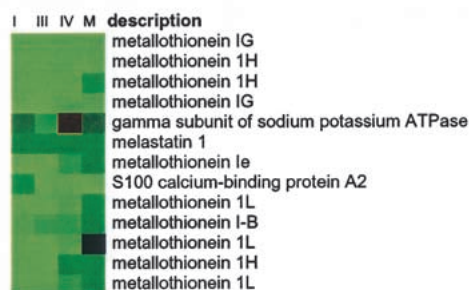 I III IV M description
metallothionein IG
metallothionein 1H
metallothionein 1H
metallothionein IG
gamma subunit of sodium potassium ATPase
melastatin 1
metallothionein Ie
S100 calcium-binding protein A2
metallothionein 1L
metallothionein I-B
metallothionein 1L
metallothionein 1H
metallothionein 1L